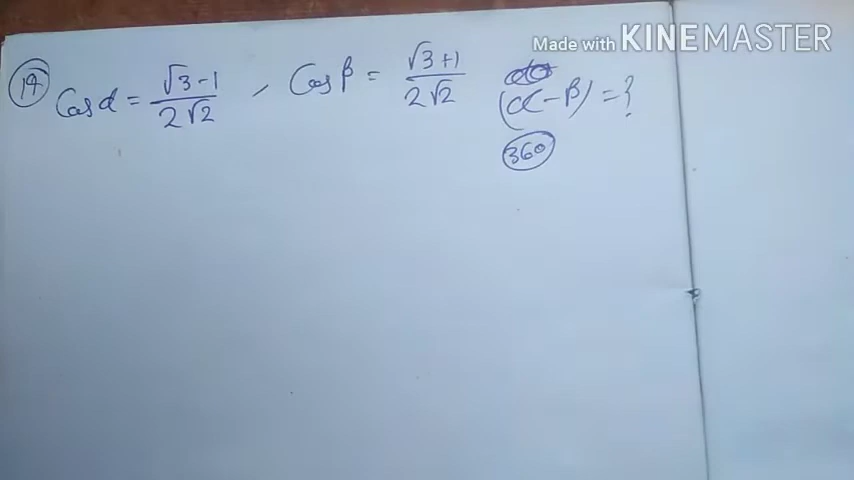 Made with KINEMASTER
(19) Cos α = (√3 - 1)/(2√2) , Cos β = (√3 + 1)/(2√2) (α - β) = ?
(360)